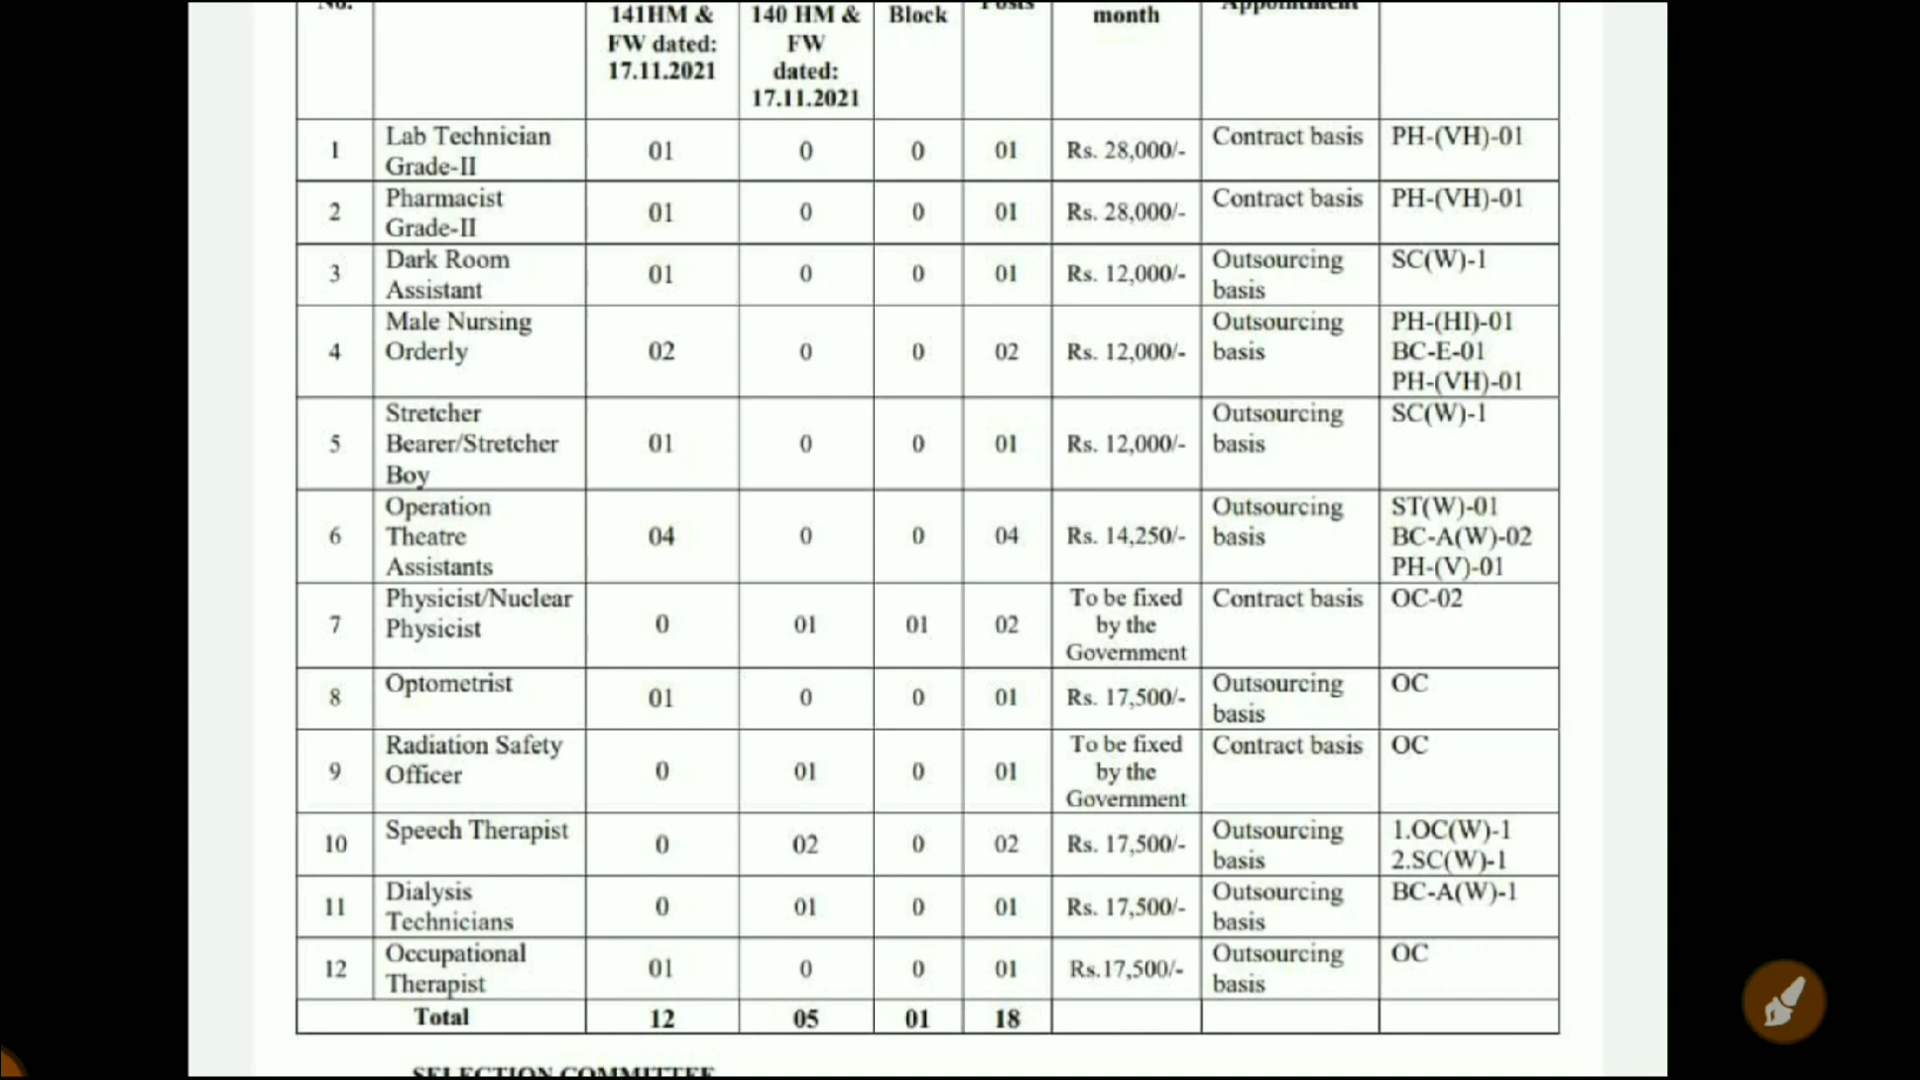 No. 141HM & 140 HM & Block Posts month Appointment
FW dated: FW
17.11.2021 dated:
17.11.2021
1 Lab Technician Grade-II 01 0 0 01 Rs. 28,000/- Contract basis PH-(VH)-01
2 Pharmacist Grade-II 01 0 0 01 Rs. 28,000/- Contract basis PH-(VH)-01
3 Dark Room Assistant 01 0 0 01 Rs. 12,000/- Outsourcing basis SC(W)-1
4 Male Nursing Orderly 02 0 0 02 Rs. 12,000/- Outsourcing basis PH-(HI)-01 BC-E-01 PH-(VH)-01
5 Stretcher Bearer/Stretcher Boy 01 0 0 01 Rs. 12,000/- Outsourcing basis SC(W)-1
6 Operation Theatre Assistants 04 0 0 04 Rs. 14,250/- Outsourcing basis ST(W)-01 BC-A(W)-02 PH-(V)-01
7 Physicist/Nuclear Physicist 0 01 01 02 To be fixed by the Government Contract basis OC-02
8 Optometrist 01 0 0 01 Rs. 17,500/- Outsourcing basis OC
9 Radiation Safety Officer 0 01 0 01 To be fixed by the Government Contract basis OC
10 Speech Therapist 0 02 0 02 Rs. 17,500/- Outsourcing basis 1.OC(W)-1 2.SC(W)-1
11 Dialysis Technicians 0 01 0 01 Rs. 17,500/- Outsourcing basis BC-A(W)-1
12 Occupational Therapist 01 0 0 01 Rs.17,500/- Outsourcing basis OC
Total 12 05 01 18
SELECTION COMMITTEE